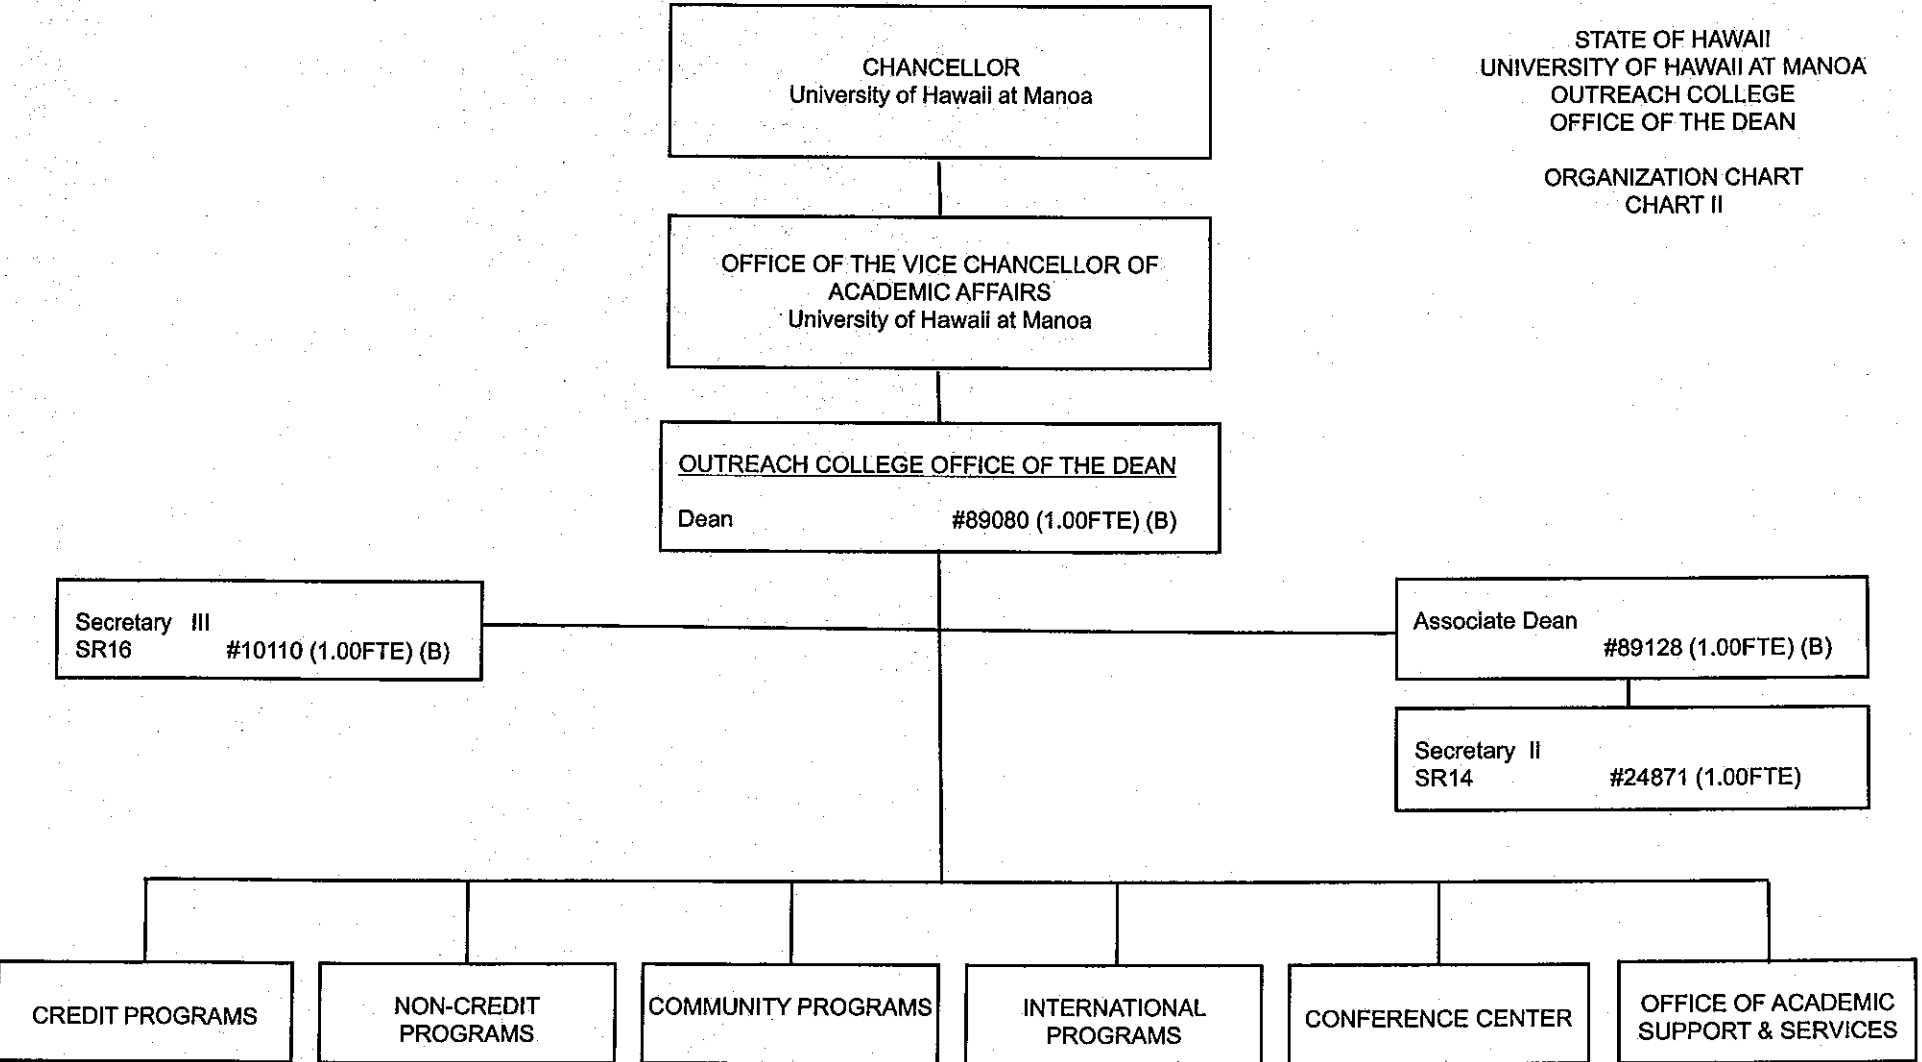 CHANCELLOR
University of Hawaii at Manoa
STATE OF HAWAII
UNIVERSITY OF HAWAII AT MANOA
OUTREACH COLLEGE
OFFICE OF THE DEAN
ORGANIZATION CHART
CHART II
OFFICE OF THE VICE CHANCELLOR OF
ACADEMIC AFFAIRS
University of Hawaii at Manoa
OUTREACH COLLEGE OFFICE OF THE DEAN
Dean #89080 (1.00FTE) (B)
Secretary III
SR16 #10110 (1.00FTE) (B)
Associate Dean
#89128 (1.00FTE) (B)
Secretary II
SR14 #24871 (1.00FTE)
CREDIT PROGRAMS
NON-CREDIT
PROGRAMS
COMMUNITY PROGRAMS
INTERNATIONAL
PROGRAMS
CONFERENCE CENTER
OFFICE OF ACADEMIC
SUPPORT & SERVICES